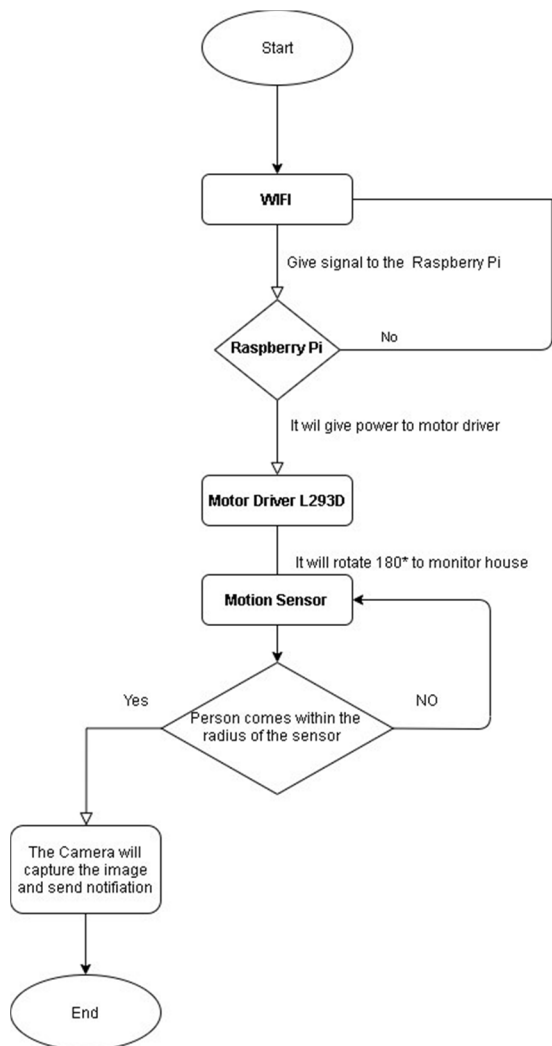 Start
WIFI
Give signal to the Raspberry Pi
Raspberry Pi
No
It wil give power to motor driver
Motor Driver L293D
It will rotate 180* to monitor house
Motion Sensor
Yes
NO
Person comes within the
radius of the sensor
The Camera will
capture the image
and send notifiation
End